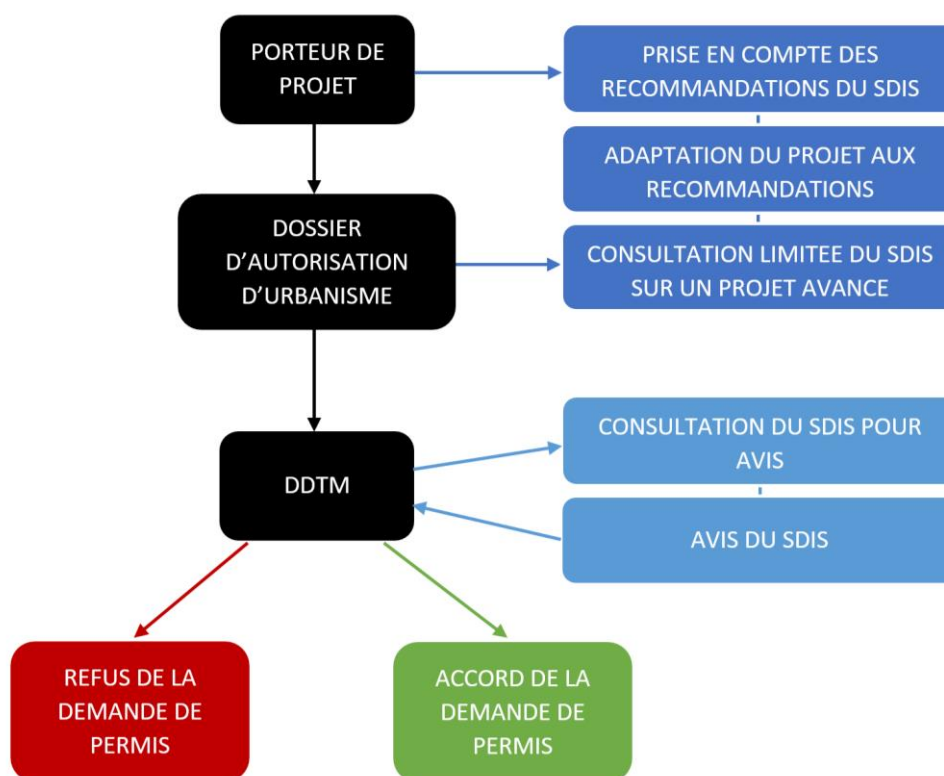 PORTEUR DE
PROJET
PRISE EN COMPTE DES
RECOMMANDATIONS DU SDIS
ADAPTATION DU PROJET AUX
RECOMMANDATIONS
DOSSIER
D’AUTORISATION
D’URBANISME
CONSULTATION LIMITEE DU SDIS
SUR UN PROJET AVANCE
CONSULTATION DU SDIS POUR
AVIS
DDTM
AVIS DU SDIS
REFUS DE LA
DEMANDE DE
PERMIS
ACCORD DE LA
DEMANDE DE
PERMIS